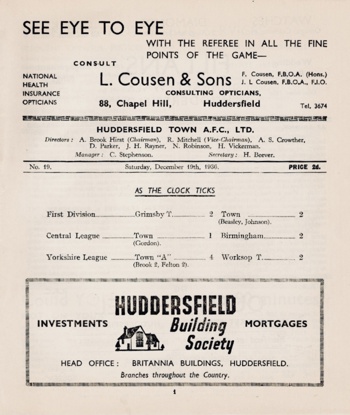 SEE EYE TO EYE
WITH THE REFEREE IN ALL THE FINE
POINTS OF THE GAME—
CONSULT
NATIONAL
HEALTH
INSURANCE
OPTICIANS
L. Cousen & Sons
F. Cousen, F.B.O.A. (Hons.)
J. L. Cousen, F.B.O.A., F.I.O.
CONSULTING OPTICIANS,
88, Chapel Hill, Huddersfield
Tel, 3674
HUDDERSFIELD TOWN A.F.C., LTD.
Directors: A. Brook Hirst (Chairman), R. Mitchell (Vice-Chairman), A. S. Crowther,
D. Parker, J. H. Rayner, N. Robinson, H. Vickerman.
Manager: C. Stephenson. Secretary: H. Beever.
No. 19. Saturday, December 19th, 1936. PRICE 2d.
AS THE CLOCK TICKS
First Division Grimsby T. 2 Town 2
(Beasley, Johnson).
Central League Town 1 Birmingham 2
(Gordon).
Yorkshire League Town "A" 4 Worksop T. 2
(Brook 2, Felton 2).
HUDDERSFIELD
INVESTMENTS Building MORTGAGES
Society
HEAD OFFICE: BRITANNIA BUILDINGS, HUDDERSFIELD.
Branches throughout the Country.
1